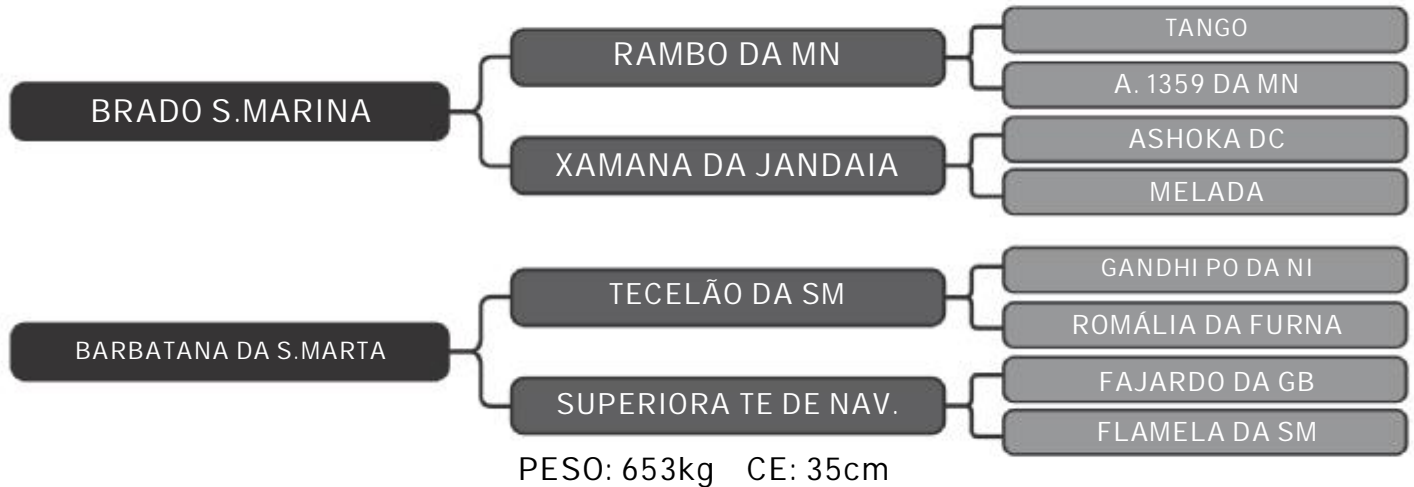 BRADO S.MARINA
RAMBO DA MN
TANGO
A. 1359 DA MN
XAMANA DA JANDAIA
ASHOKA DC
MELADA
BARBATANA DA S.MARTA
TECELÃO DA SM
GANDHI PO DA NI
ROMÁLIA DA FURNA
SUPERIORA TE DE NAV.
FAJARDO DA GB
FLAMELA DA SM
PESO: 653kg CE: 35cm